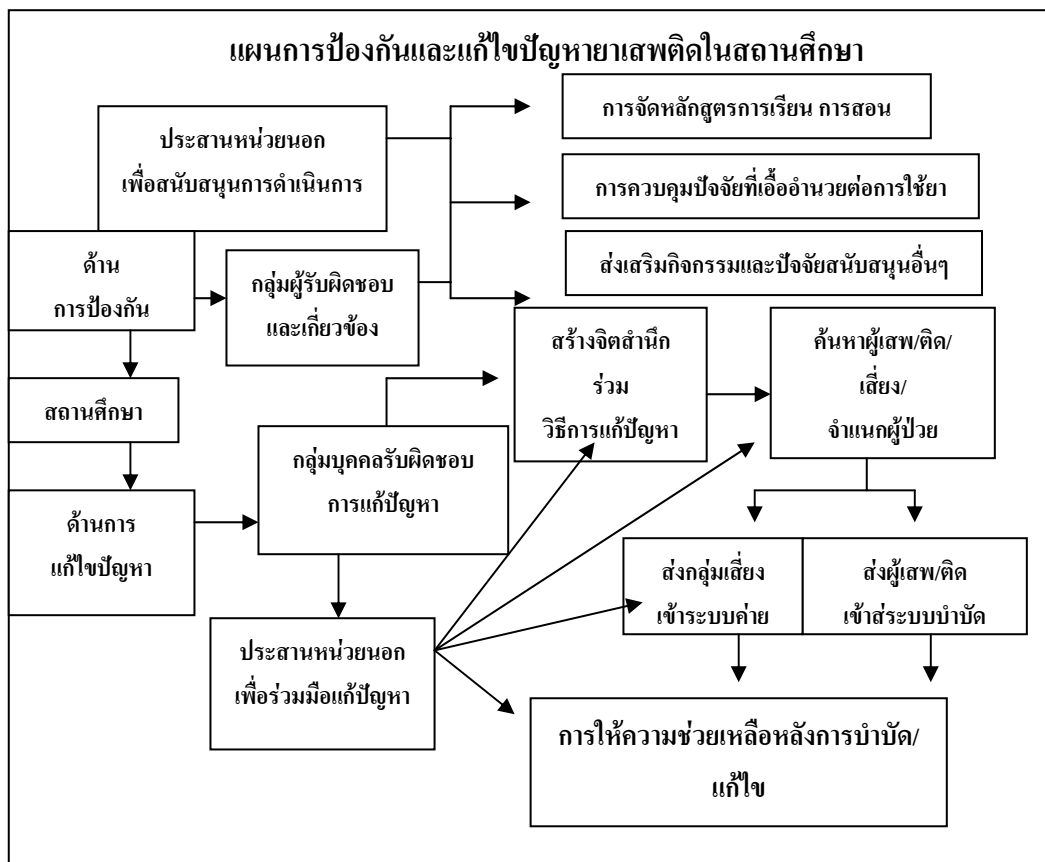 แผนการป้องกันและแก้ไขปัญหายาเสพติดในสถานศึกษา
การจัดหลักสูตรการเรียน การสอน
ประสานหน่วยนอก
เพื่อสนับสนุนการดำเนินการ
การควบคุมปัจจัยที่เอื้ออำนวยต่อการใช้ยา
ส่งเสริมกิจกรรมและปัจจัยสนับสนุนอื่นๆ
ด้าน
การป้องกัน
กลุ่มผู้รับผิดชอบ
และเกี่ยวข้อง
สร้างจิตสำนึก
ร่วม
วิธีการแก้ปัญหา
ค้นหาผู้เสพ/ติด/
เสี่ยง/
จำแนกผู้ป่วย
สถานศึกษา
กลุ่มบุคคลรับผิดชอบ
การแก้ปัญหา
ด้านการ
แก้ไขปัญหา
ส่งกลุ่มเสี่ยง
เข้าระบบค่าย
ส่งผู้เสพ/ติด
เข้าสู่ระบบบำบัด
ประสานหน่วยนอก
เพื่อร่วมมือแก้ปัญหา
การให้ความช่วยเหลือหลังการบำบัด/
แก้ไข